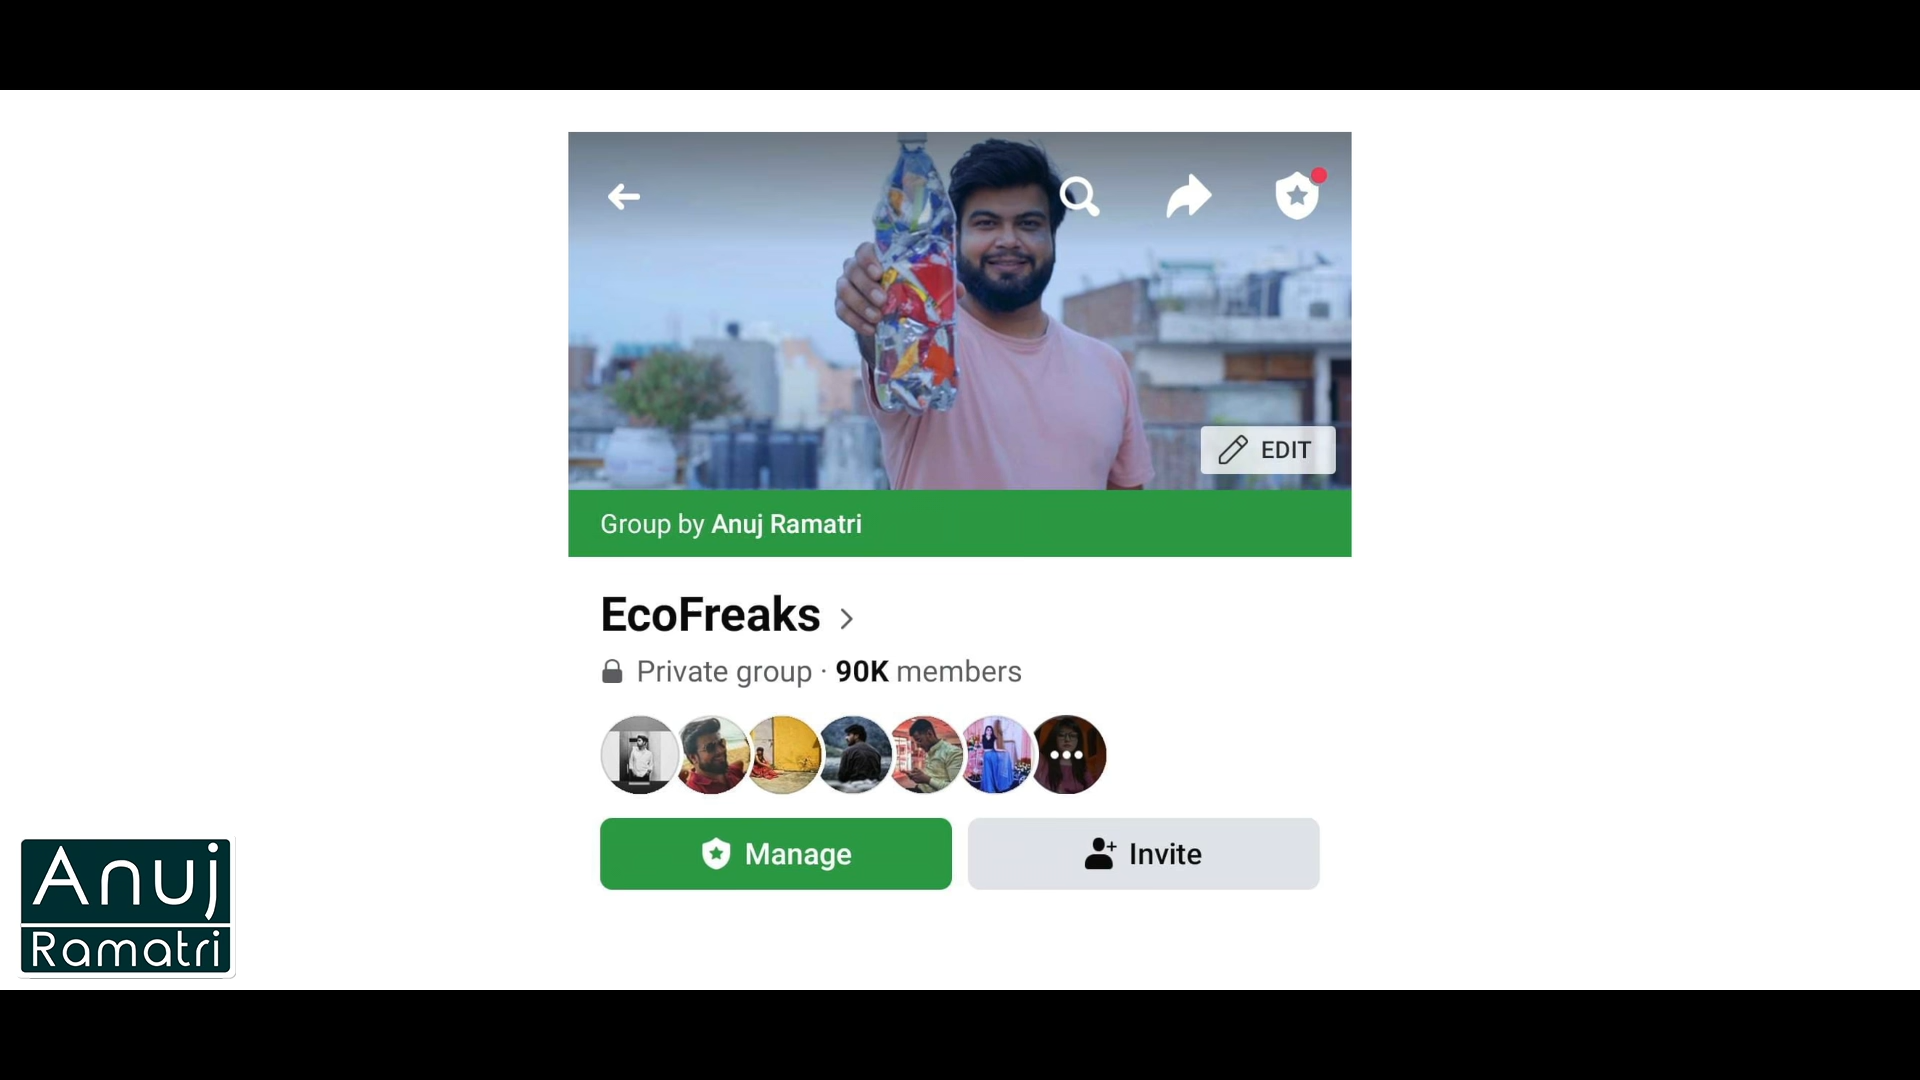 EDIT
Group by Anuj Ramatri
EcoFreaks
Private group · 90K members
Manage
Invite
Anuj
Ramatri